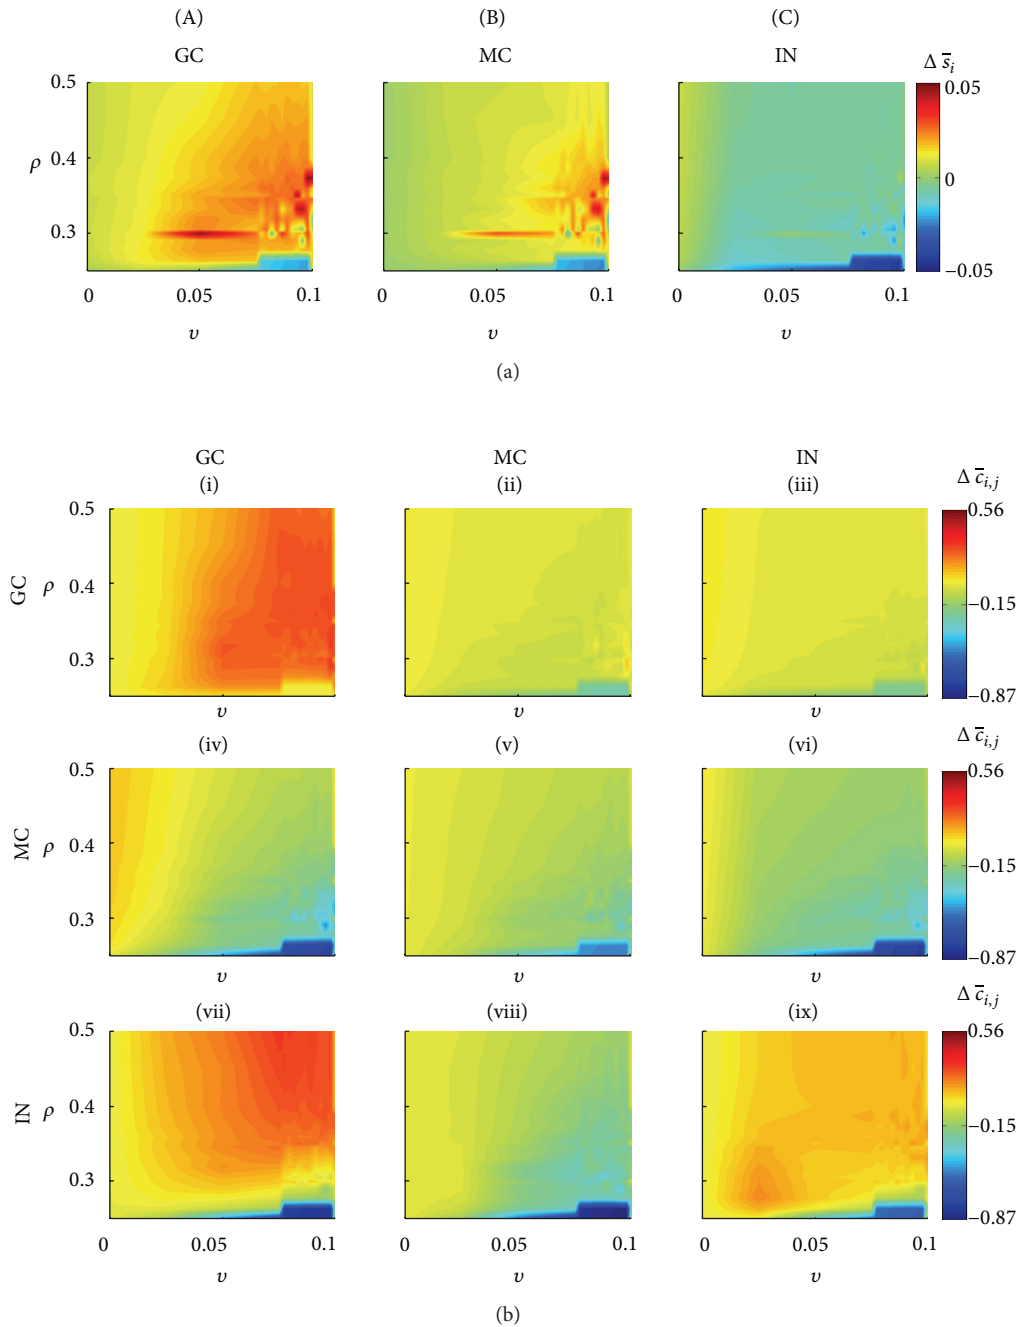 (A) (B) (C)
GC MC IN
Δ s̅i
0.5 0.05
ρ 0.4
0
0.3
−0.05
0 0.05 0.1 0 0.05 0.1 0 0.05 0.1
υ υ υ
(a)
GC MC IN
(i) (ii) (iii)
Δ c̅i,j
0.5 0.56
GC ρ 0.4
−0.15
0.3
−0.87
υ υ υ
(iv) (v) (vi)
Δ c̅i,j
0.5 0.56
MC ρ 0.4
−0.15
0.3
−0.87
υ υ υ
(vii) (viii) (ix)
Δ c̅i,j
0.5 0.56
IN ρ 0.4
−0.15
0.3
−0.87
0 0.05 0.1 0 0.05 0.1 0 0.05 0.1
υ υ υ
(b)